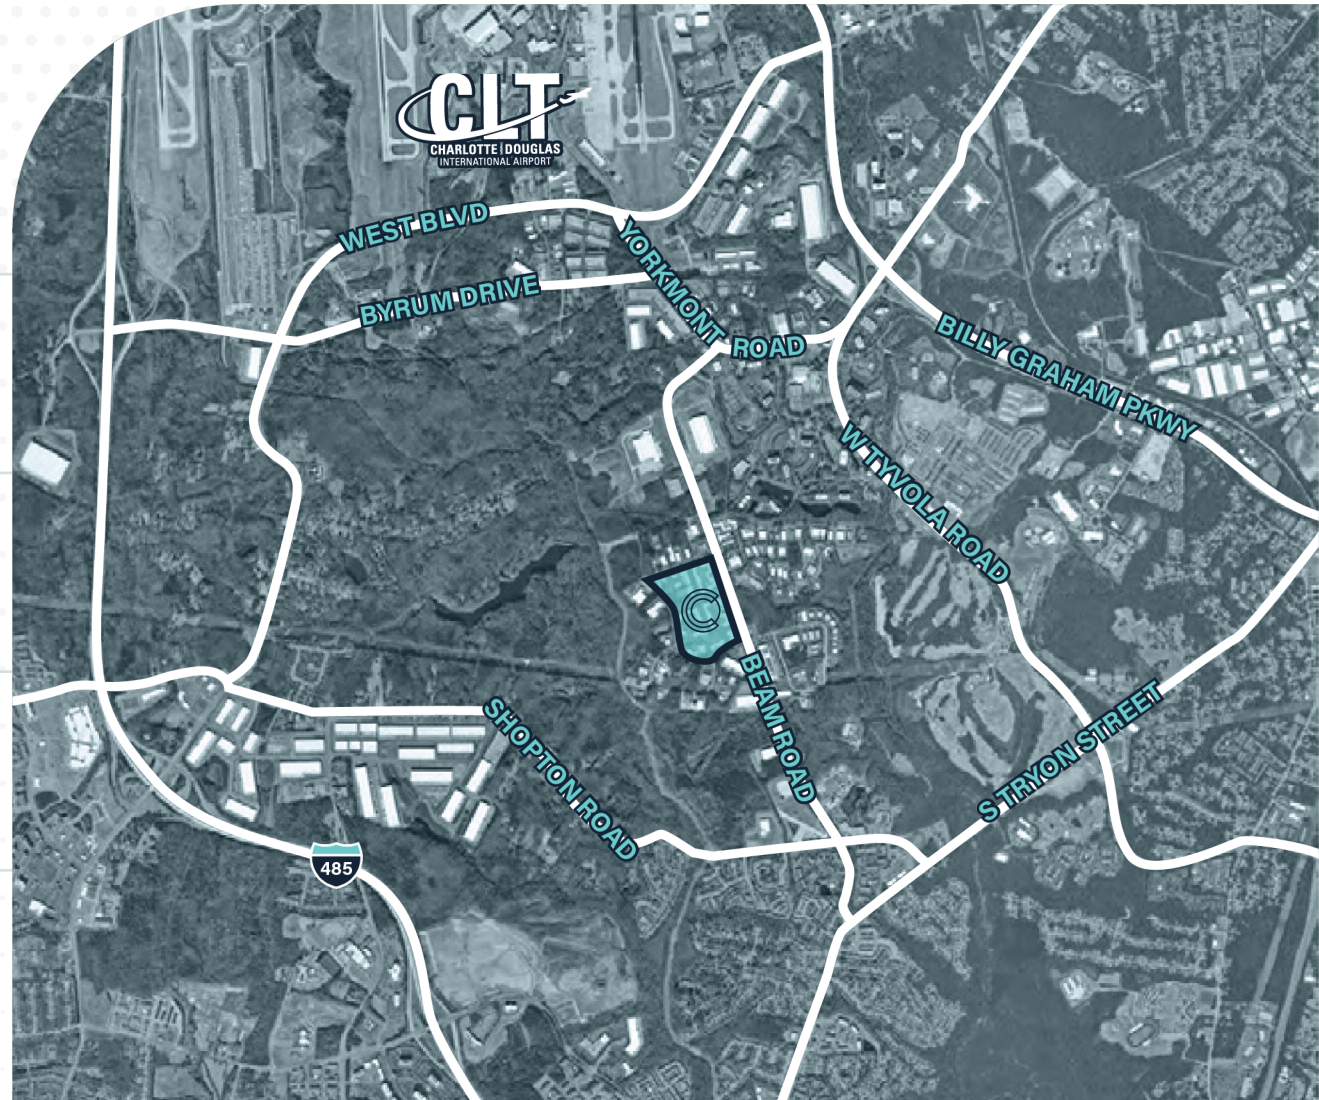 CLT
CHARLOTTE DOUGLAS
INTERNATIONAL AIRPORT
WEST BLVD
YORKMONT ROAD
BYRUM DRIVE
BILLY GRAHAM PKWY
W TYVOLA ROAD
C
BEAM ROAD
S TRYON STREET
SHOPTON ROAD
485